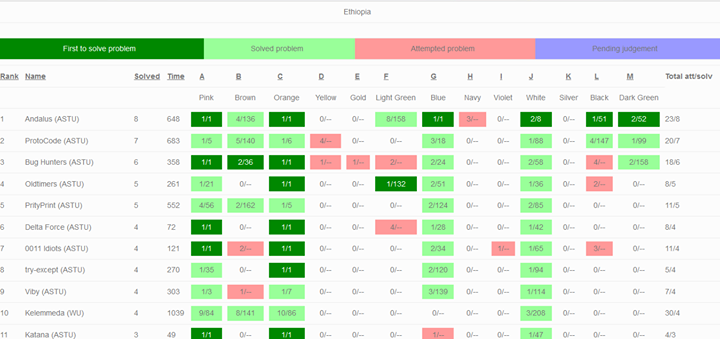 Ethiopia
First to solve problem Solved problem Attempted problem Pending judgement
Rank Name Solved Time A B C D E F G H I J K L M Total att/solv
Pink Brown Orange Yellow Gold Light Green Blue Navy Violet White Silver Black Dark Green
1 Andalus (ASTU) 8 648 1/1 4/136 1/1 0/-- 0/-- 8/158 1/1 3/-- 0/-- 2/8 0/-- 1/51 2/52 23/8
2 ProtoCode (ASTU) 7 683 1/5 5/140 1/6 4/-- 0/-- 0/-- 3/18 0/-- 0/-- 1/88 0/-- 4/147 1/99 20/7
3 Bug Hunters (ASTU) 6 358 1/1 2/36 1/1 1/-- 1/-- 2/-- 2/24 0/-- 0/-- 2/58 0/-- 4/-- 2/158 18/6
4 Oldtimers (ASTU) 5 261 1/21 0/-- 1/1 0/-- 0/-- 1/132 2/51 0/-- 0/-- 1/36 0/-- 2/-- 0/-- 8/5
5 PrityPrint (ASTU) 5 552 4/56 2/162 1/5 0/-- 0/-- 0/-- 2/124 0/-- 0/-- 2/85 0/-- 0/-- 0/-- 11/5
6 Delta Force (ASTU) 4 72 1/1 0/-- 1/1 0/-- 0/-- 4/-- 1/28 0/-- 0/-- 1/42 0/-- 0/-- 0/-- 8/4
7 0011 idiots (ASTU) 4 121 1/1 2/-- 1/1 0/-- 0/-- 0/-- 2/34 0/-- 1/-- 1/65 0/-- 3/-- 0/-- 11/4
8 try-except (ASTU) 4 270 1/35 0/-- 1/1 0/-- 0/-- 0/-- 2/120 0/-- 0/-- 1/94 0/-- 0/-- 0/-- 5/4
9 Viby (ASTU) 4 303 1/3 1/-- 1/7 0/-- 0/-- 0/-- 3/139 0/-- 0/-- 1/114 0/-- 0/-- 0/-- 7/4
10 Kelemmeda (WU) 4 1039 9/84 8/141 10/86 0/-- 0/-- 0/-- 0/-- 0/-- 0/-- 3/208 0/-- 0/-- 0/-- 30/4
11 Katana (ASTU) 3 49 1/1 0/-- 1/1 0/-- 0/-- 0/-- 1/-- 0/-- 0/-- 1/47 0/-- 0/-- 0/-- 4/3